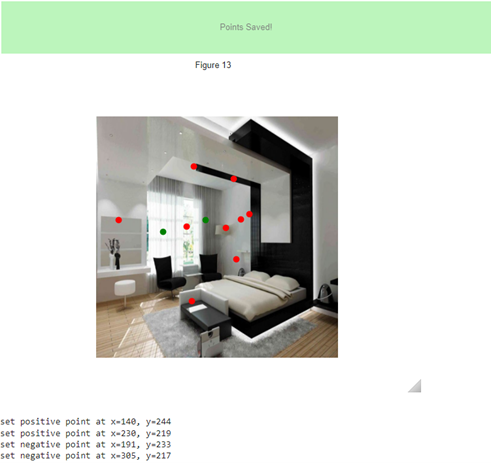 Points Saved!
Figure 13
set positive point at x=140, y=244
set positive point at x=230, y=219
set negative point at x=191, y=233
set negative point at x=305, y=217